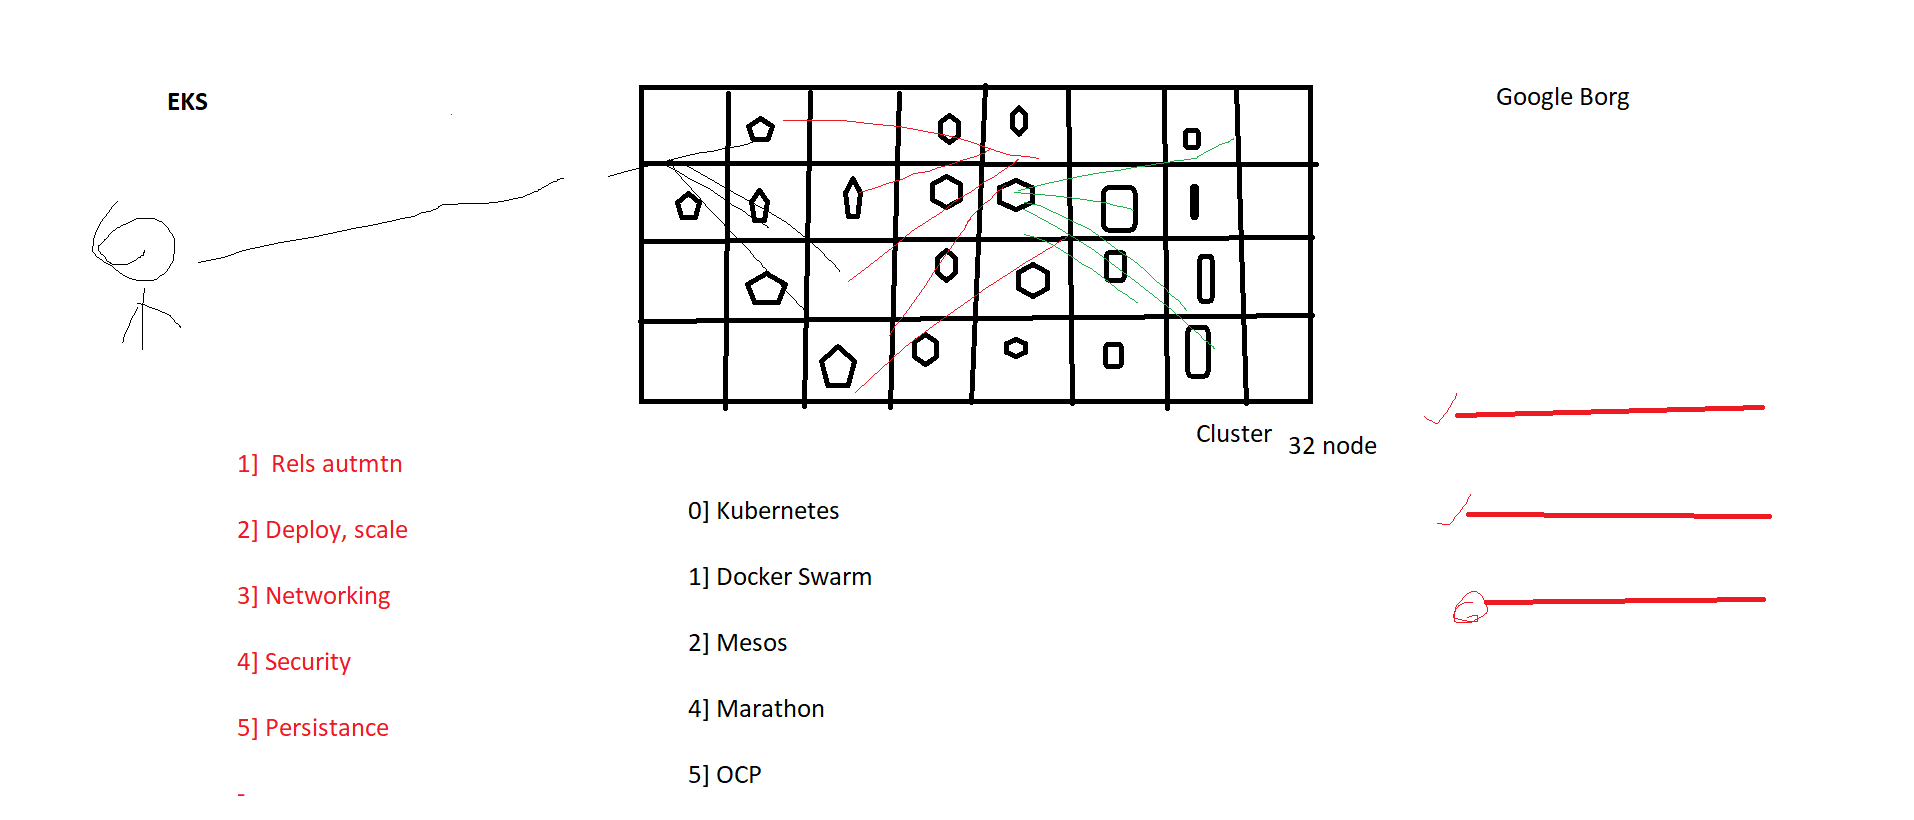 EKS
Google Borg
Cluster
32 node
1] Rels autmtn
2] Deploy, scale
3] Networking
4] Security
5] Persistance
-
0] Kubernetes
1] Docker Swarm
2] Mesos
4] Marathon
5] OCP